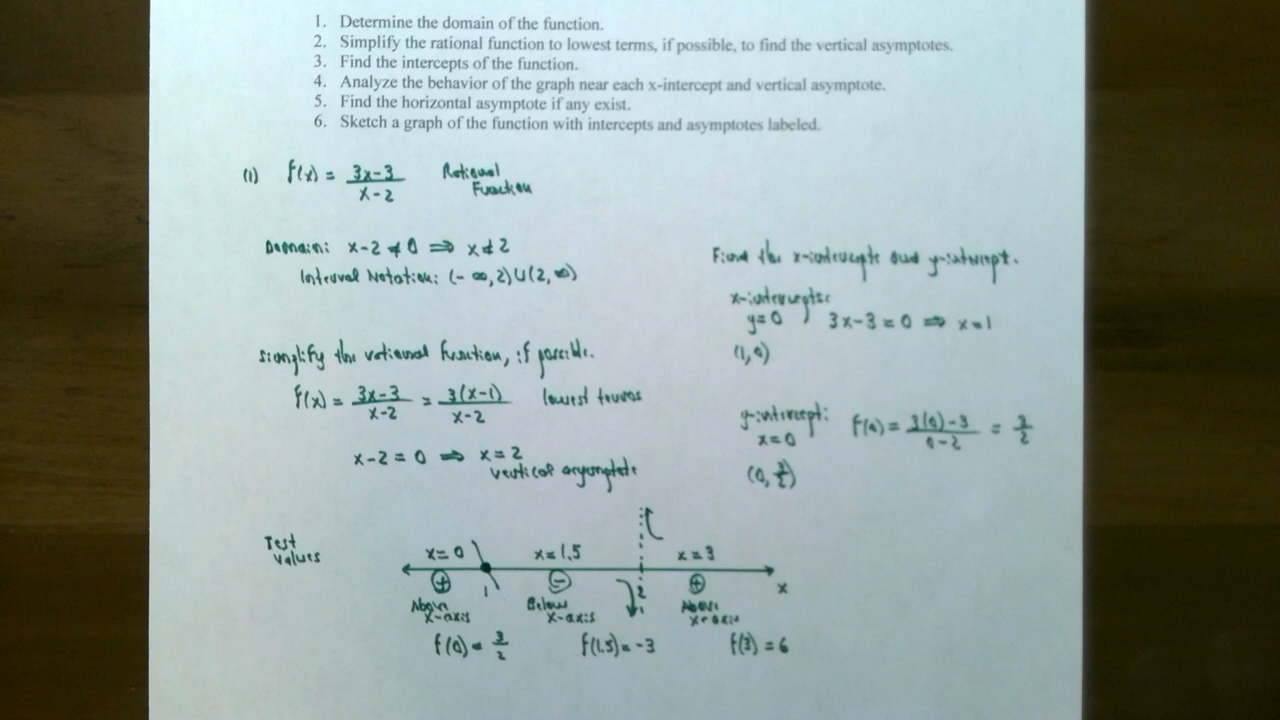 1. Determine the domain of the function.
2. Simplify the rational function to lowest terms, if possible, to find the vertical asymptotes.
3. Find the intercepts of the function.
4. Analyze the behavior of the graph near each x-intercept and vertical asymptote.
5. Find the horizontal asymptote if any exist.
6. Sketch a graph of the function with intercepts and asymptotes labeled.
(1) f(x) = (3x-3)/(x-2) Rational Function
Domain: x-2 ≠ 0 ⇒ x ≠ 2
Interval Notation: (-∞, 2) ∪ (2, ∞)
Simplify the rational function, if possible.
f(x) = (3x-3)/(x-2) = 3(x-1)/(x-2) lowest terms
x-2 = 0 ⇒ x = 2
vertical asymptote
Find the x-intercepts and y-intercept.
x-intercepts:
y=0, 3x-3 = 0 ⇒ x = 1
(1, 0)
y-intercept: f(0) = (3(0)-3)/(0-2) = 3/2
x=0
(0, 3/2)
Test Values
x=0 x=1.5 x=3
+ - +
1 2 x
Above x-axis Below x-axis Above x-axis
f(0) = 3/2 f(1.5) = -3 f(3) = 6